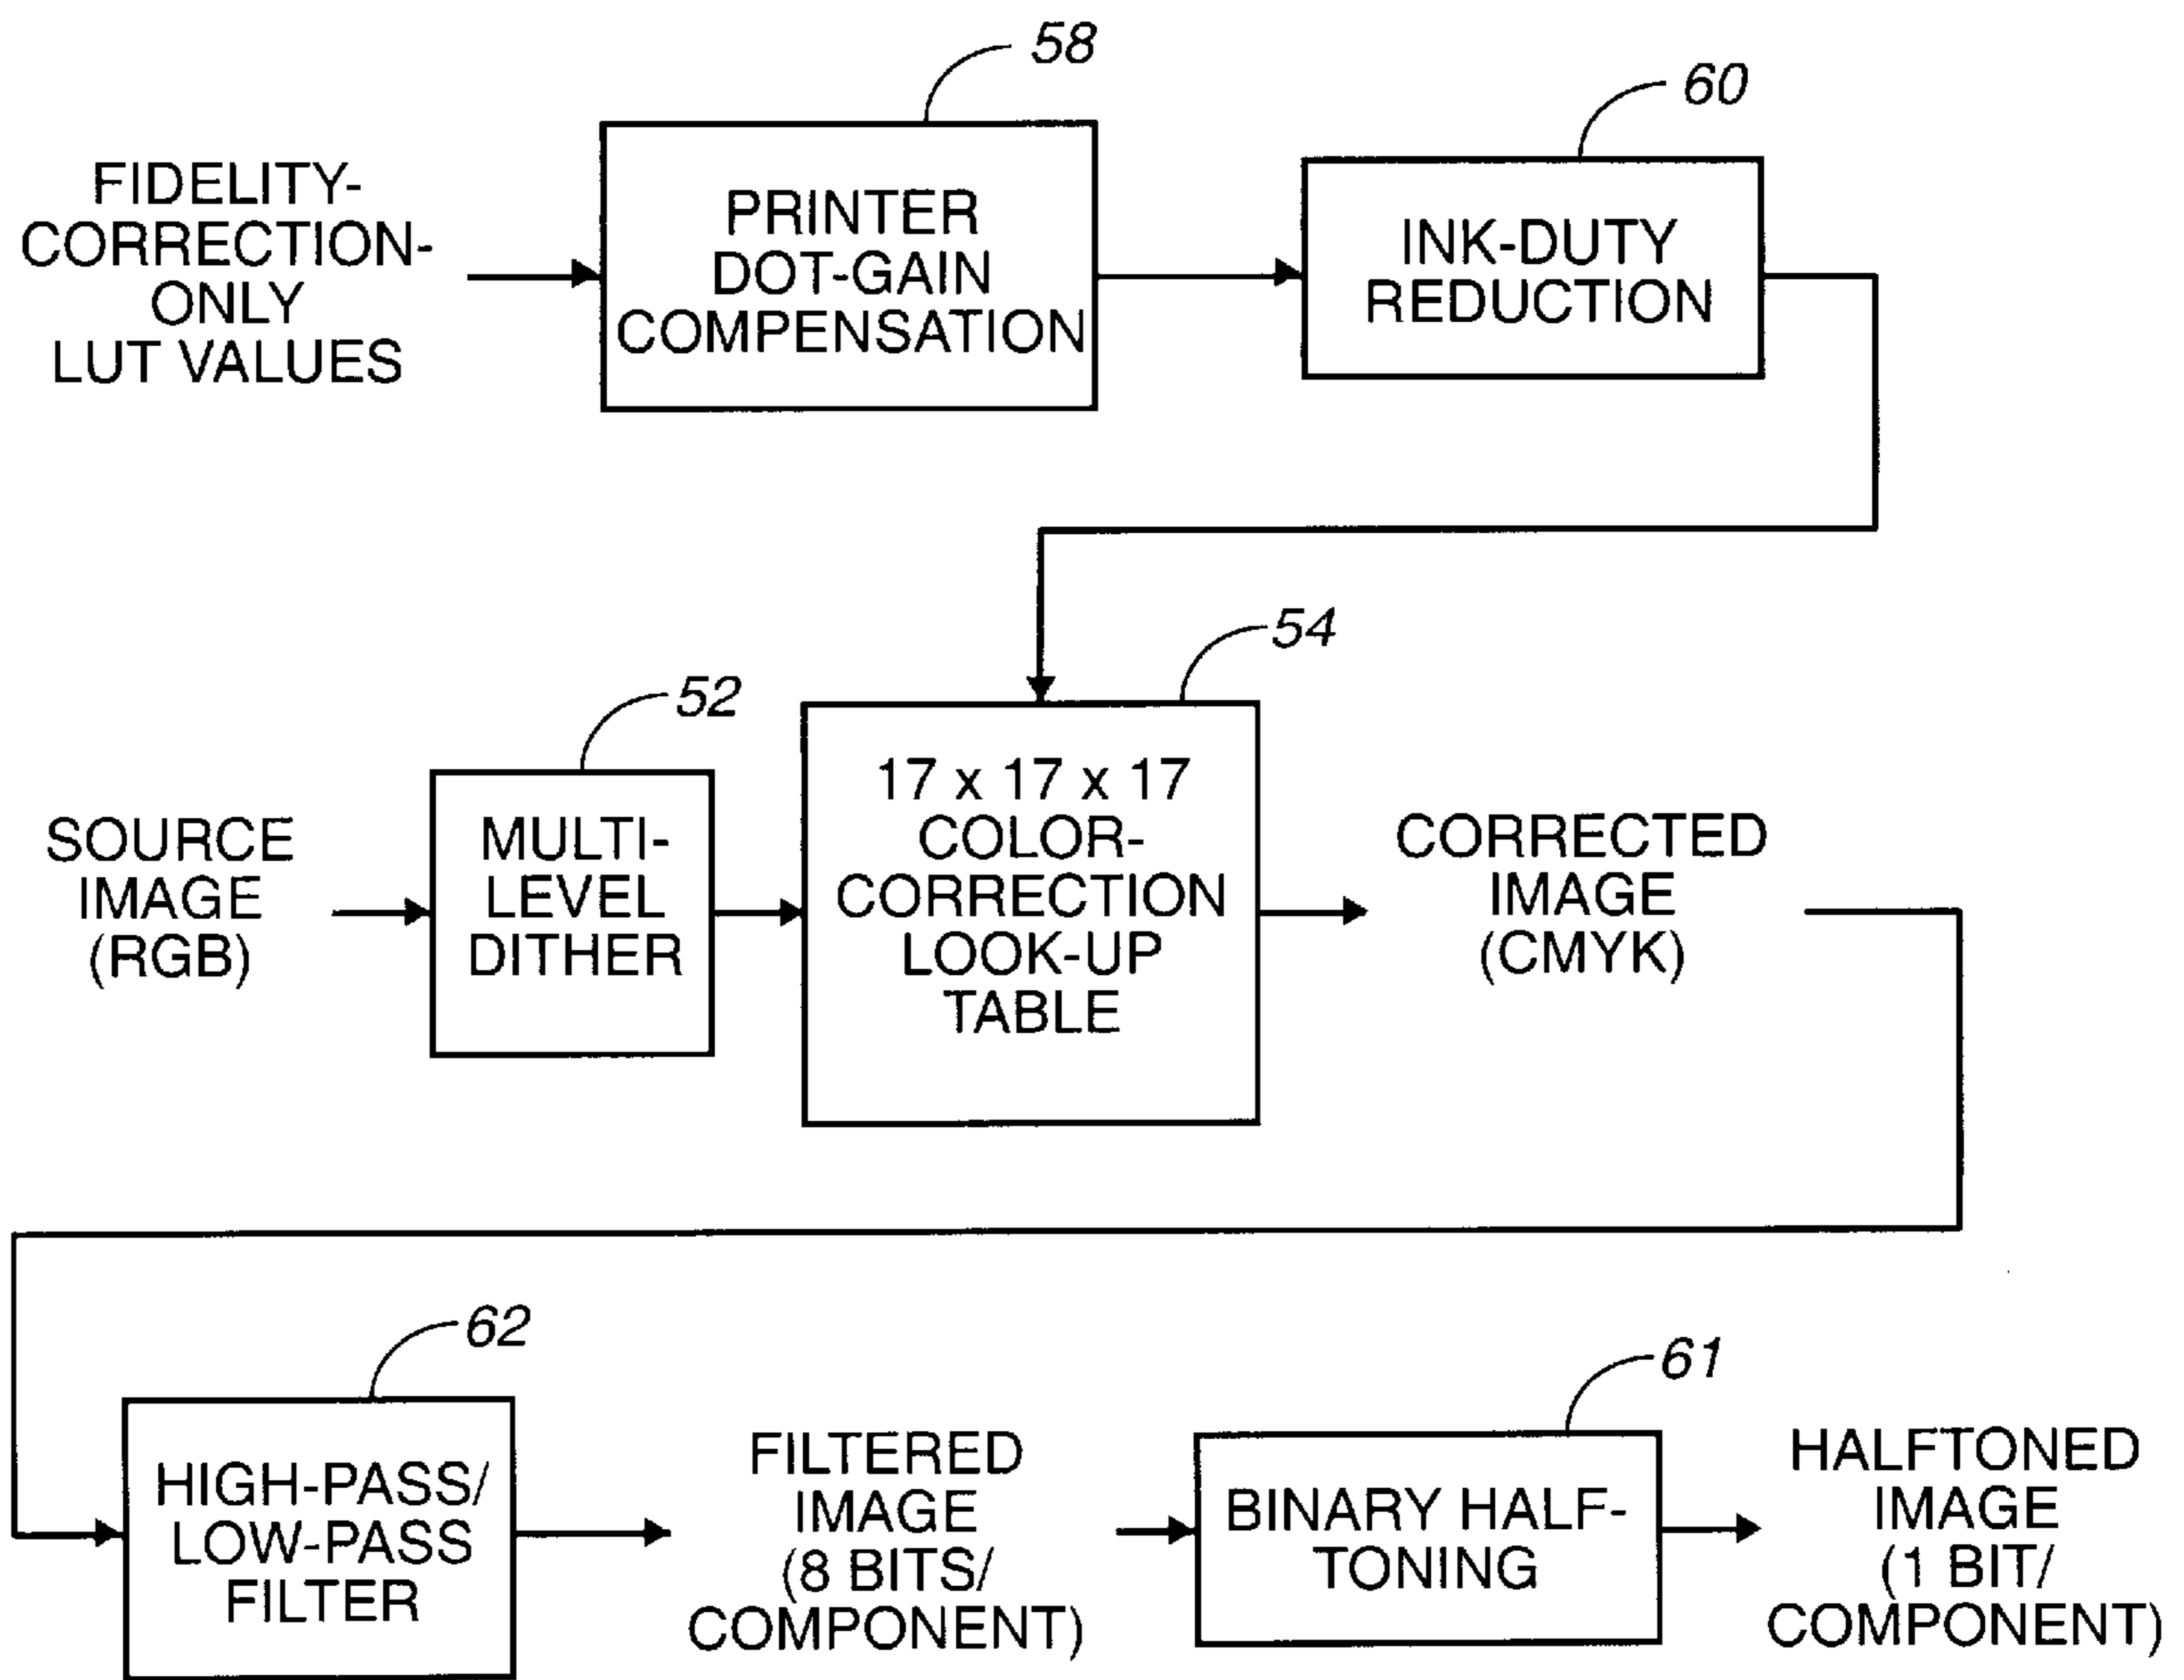 58
60
FIDELITY-
CORRECTION-
ONLY
LUT VALUES
PRINTER
DOT-GAIN
COMPENSATION
INK-DUTY
REDUCTION
54
52
SOURCE
IMAGE
(RGB)
MULTI-
LEVEL
DITHER
17 x 17 x 17
COLOR-
CORRECTION
LOOK-UP
TABLE
CORRECTED
IMAGE
(CMYK)
62
61
HIGH-PASS/
LOW-PASS
FILTER
FILTERED
IMAGE
(8 BITS/
COMPONENT)
BINARY HALF-
TONING
HALFTONED
IMAGE
(1 BIT/
COMPONENT)